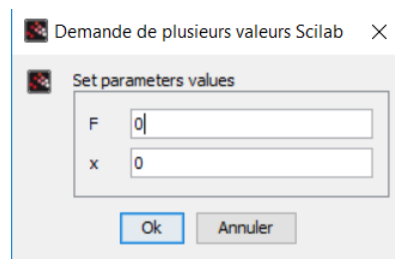 Demande de plusieurs valeurs Scilab
Set parameters values
F 0
x 0
Ok Annuler